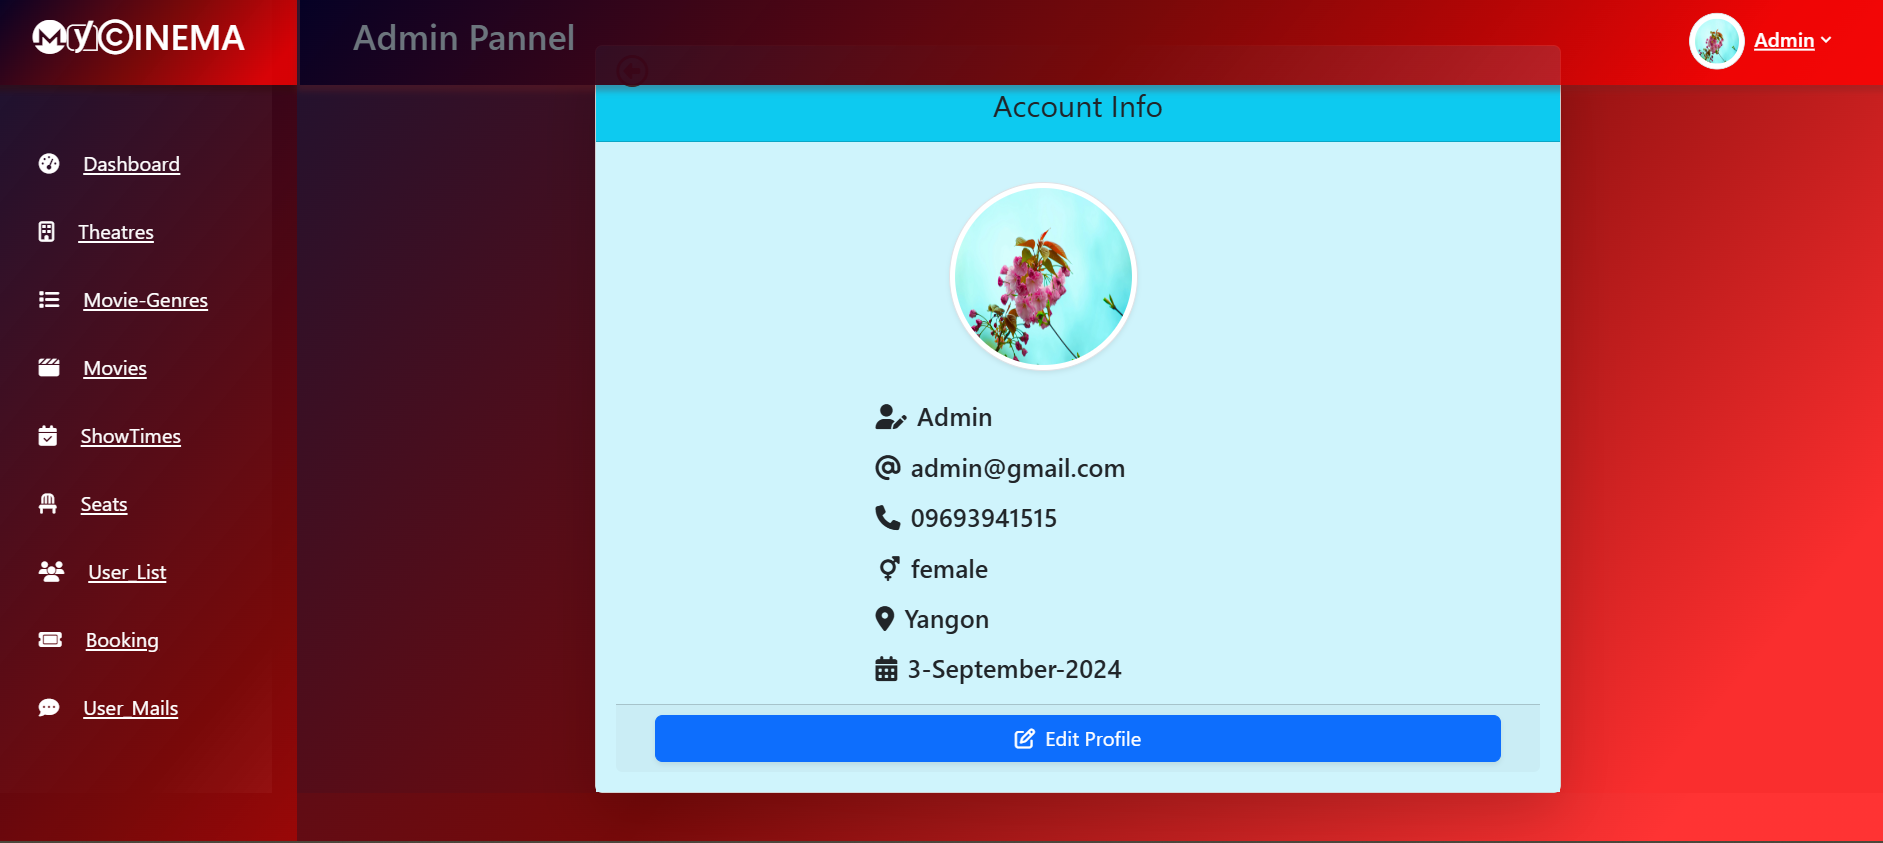 MyCINEMA
Admin Pannel
Admin
Dashboard
Theatres
Movie-Genres
Movies
ShowTimes
Seats
User_List
Booking
User_Mails
Account Info
Admin
admin@gmail.com
09693941515
female
Yangon
3-September-2024
Edit Profile